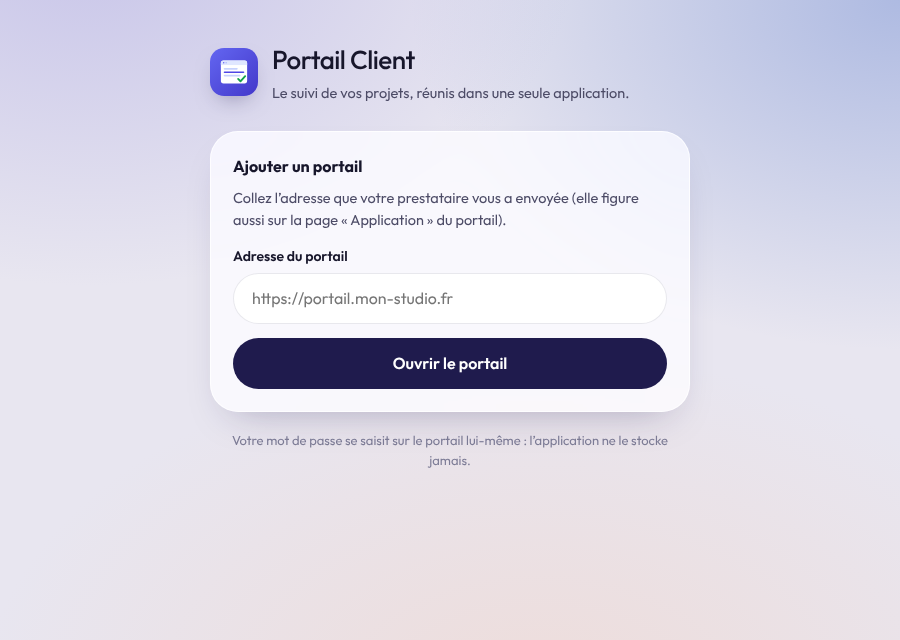 Portail Client
Le suivi de vos projets, réunis dans une seule application.
Ajouter un portail
Collez l’adresse que votre prestataire vous a envoyée (elle figure
aussi sur la page « Application » du portail).
Adresse du portail
https://portail.mon-studio.fr
Ouvrir le portail
Votre mot de passe se saisit sur le portail lui-même : l’application ne le stocke
jamais.